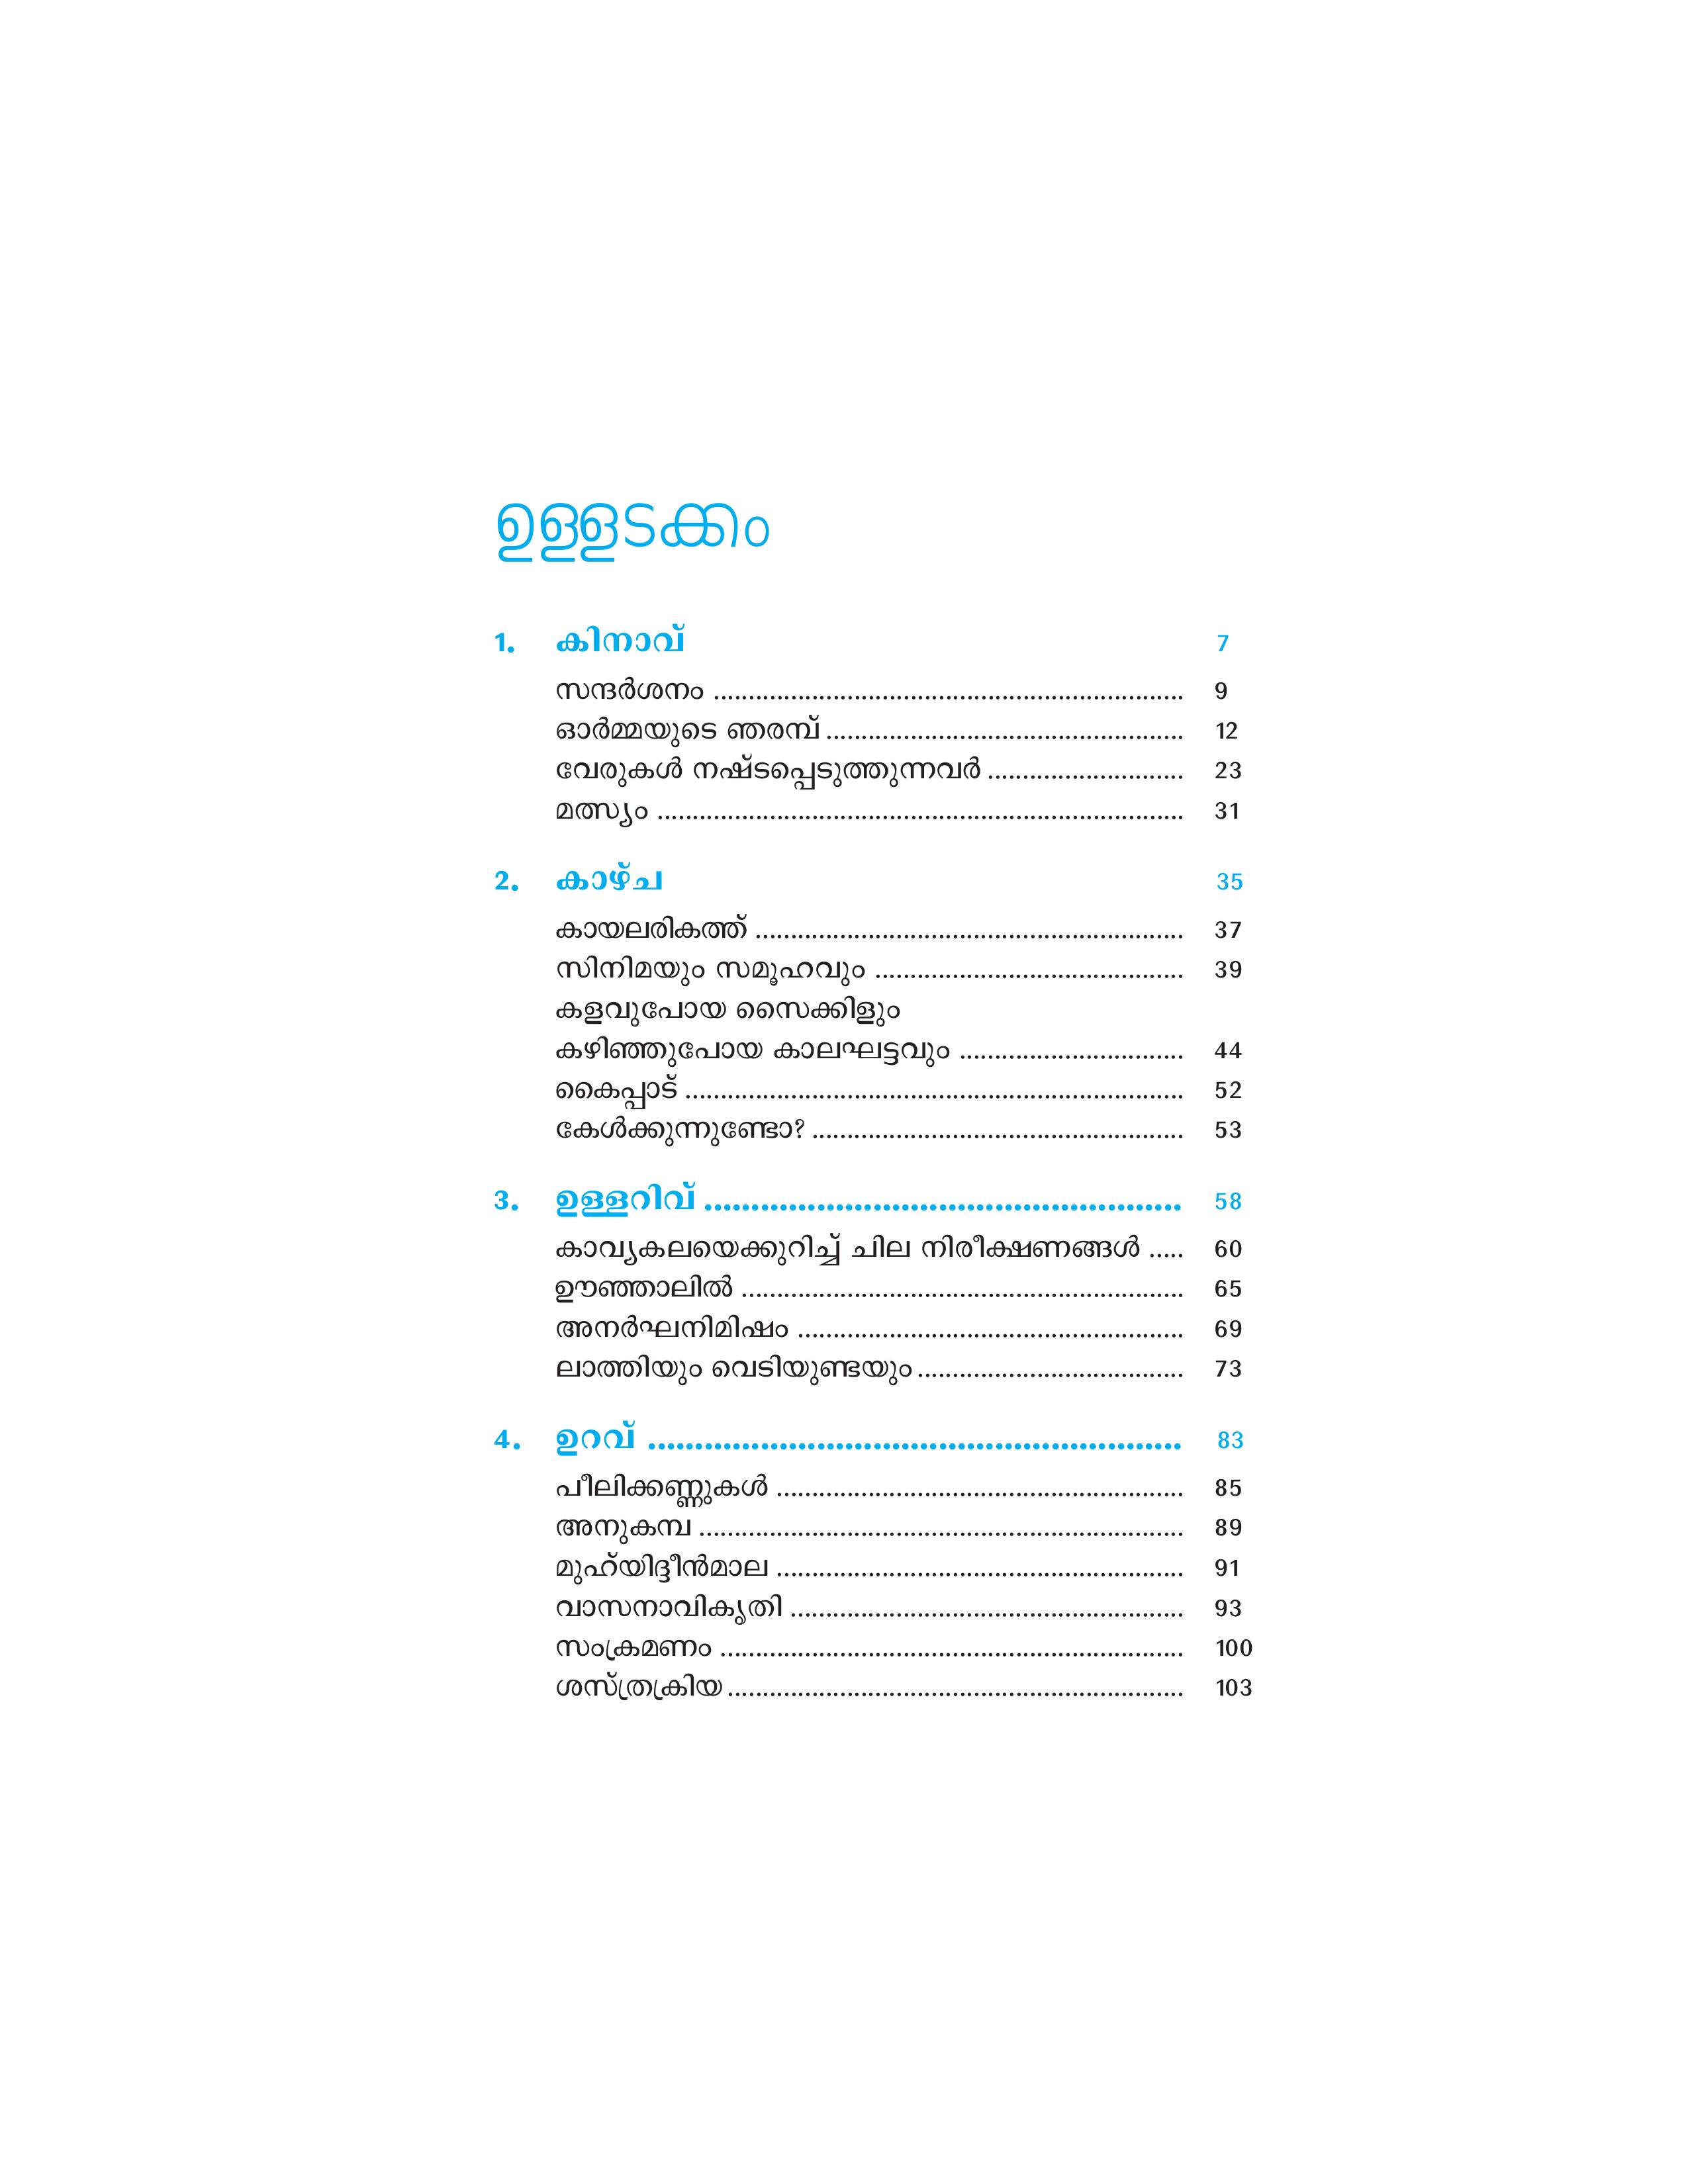 ഉള്ളടക്കം
1. കിനാവ് 7
സന്ദർശനം ................................................................... 9
ഓർമ്മയുടെ ഞരമ്പ് ................................................... 12
വേരുകൾ നഷ്ടപ്പെടുത്തുന്നവർ ............................ 23
മത്സ്യം ........................................................................... 31
2. കാഴ്ച 35
കായലരികത്ത് ............................................................. 37
സിനിമയും സമൂഹവും ............................................ 39
കളവുപോയ സൈക്കിളും
കഴിഞ്ഞുപോയ കാലഘട്ടവും ................................ 44
കൈപ്പാട് ....................................................................... 52
കേൾക്കുന്നുണ്ടോ? ..................................................... 53
3. ഉള്ളറിവ് ................................................... 58
കാവ്യകലയെക്കുറിച്ച് ചില നിരീക്ഷണങ്ങൾ ..... 60
ഊഞ്ഞാലിൽ ............................................................... 65
അനർഘനിമിഷം ....................................................... 69
ലാത്തിയും വെടിയുണ്ടയും ...................................... 73
4. ഉറവ് ......................................................... 83
പീലിക്കണ്ണുകൾ .......................................................... 85
അനുകമ്പ ..................................................................... 89
മുഹ്‌യിദ്ദീൻമാല .......................................................... 91
വാസനാവികൃതി ........................................................ 93
സംക്രമണം .................................................................. 100
ശസ്ത്രക്രിയ ................................................................. 103